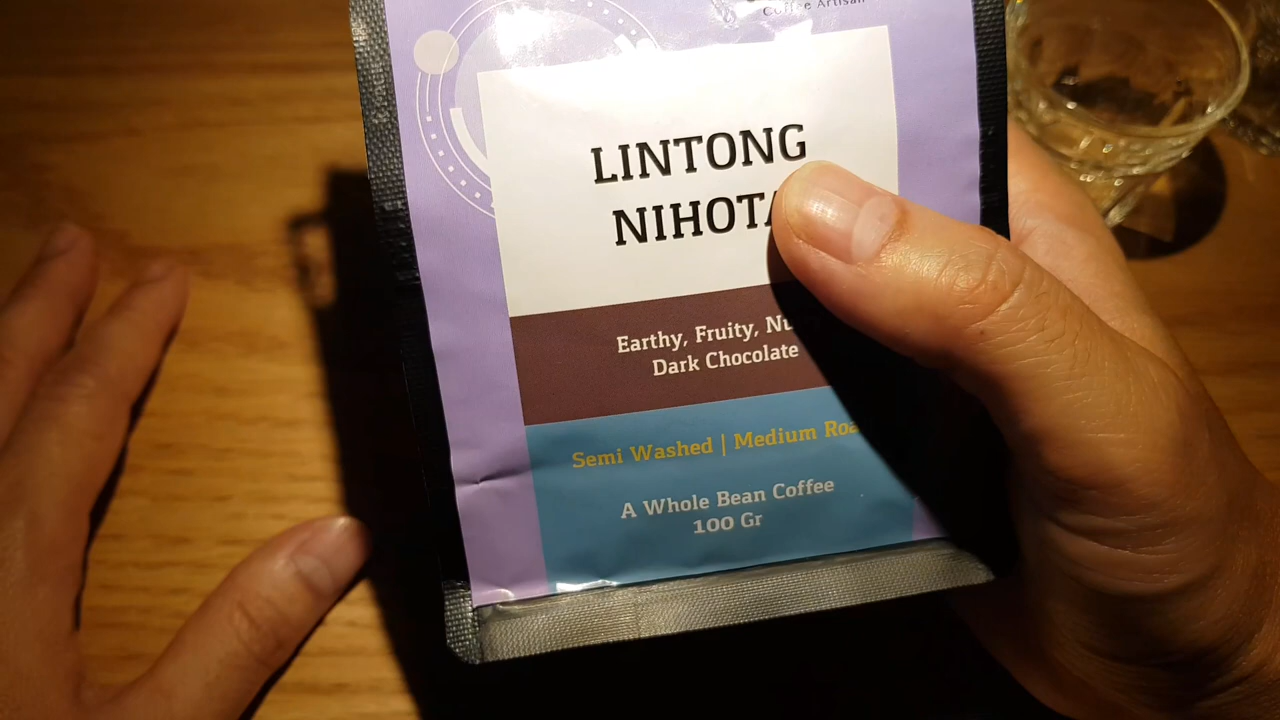 Coffee Artisan
LINTONG
NIHOTA
Earthy, Fruity,
Dark Chocolate
Semi Washed | Medium
A Whole Bean Coffee
100 Gr